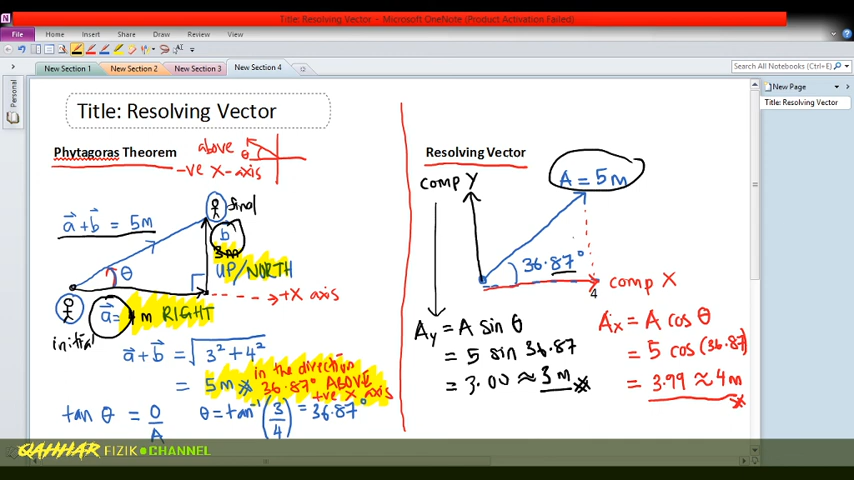 Title: Resolving Vector - Microsoft OneNote (Product Activation Failed)
File Home Insert Share Draw Review View
New Section 1 New Section 2 New Section 3 New Section 4
Search All Notebooks (Ctrl+E)
Personal
New Page
Title: Resolving Vector
Title: Resolving Vector
Phytagoras Theorem
above
θ
-ve X-axis
a⃗+b⃗ = 5m
final
b
3m
UP/NORTH
θ
+X axis
a⃗= 4 m RIGHT
initial
a⃗+b⃗ = √3²+4²
= 5m
in the direction
36.87° ABOVE
+ve X axis
tan θ = O/A
θ = tan⁻¹(3/4) = 36.87°
Resolving Vector
comp Y
A = 5m
36.87°
comp X
4
Ay = A sin θ
= 5 sin 36.87
= 3.00 ≈ 3m
Ax = A cos θ
= 5 cos(36.87)
= 3.99 ≈ 4m
QAHHAR FIZIK CHANNEL